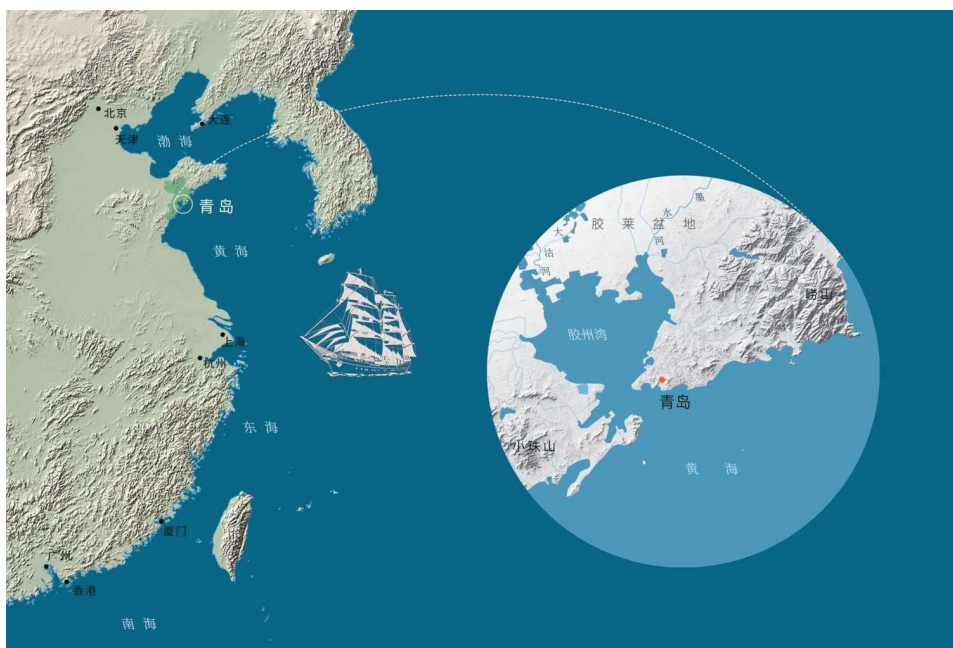 北京
天津
大连
渤海
青岛
黄海
上海
杭州
东海
厦门
广州
香港
南海
胶莱盆地
大沽河
墨水河
崂山
胶州湾
青岛
小珠山
黄海